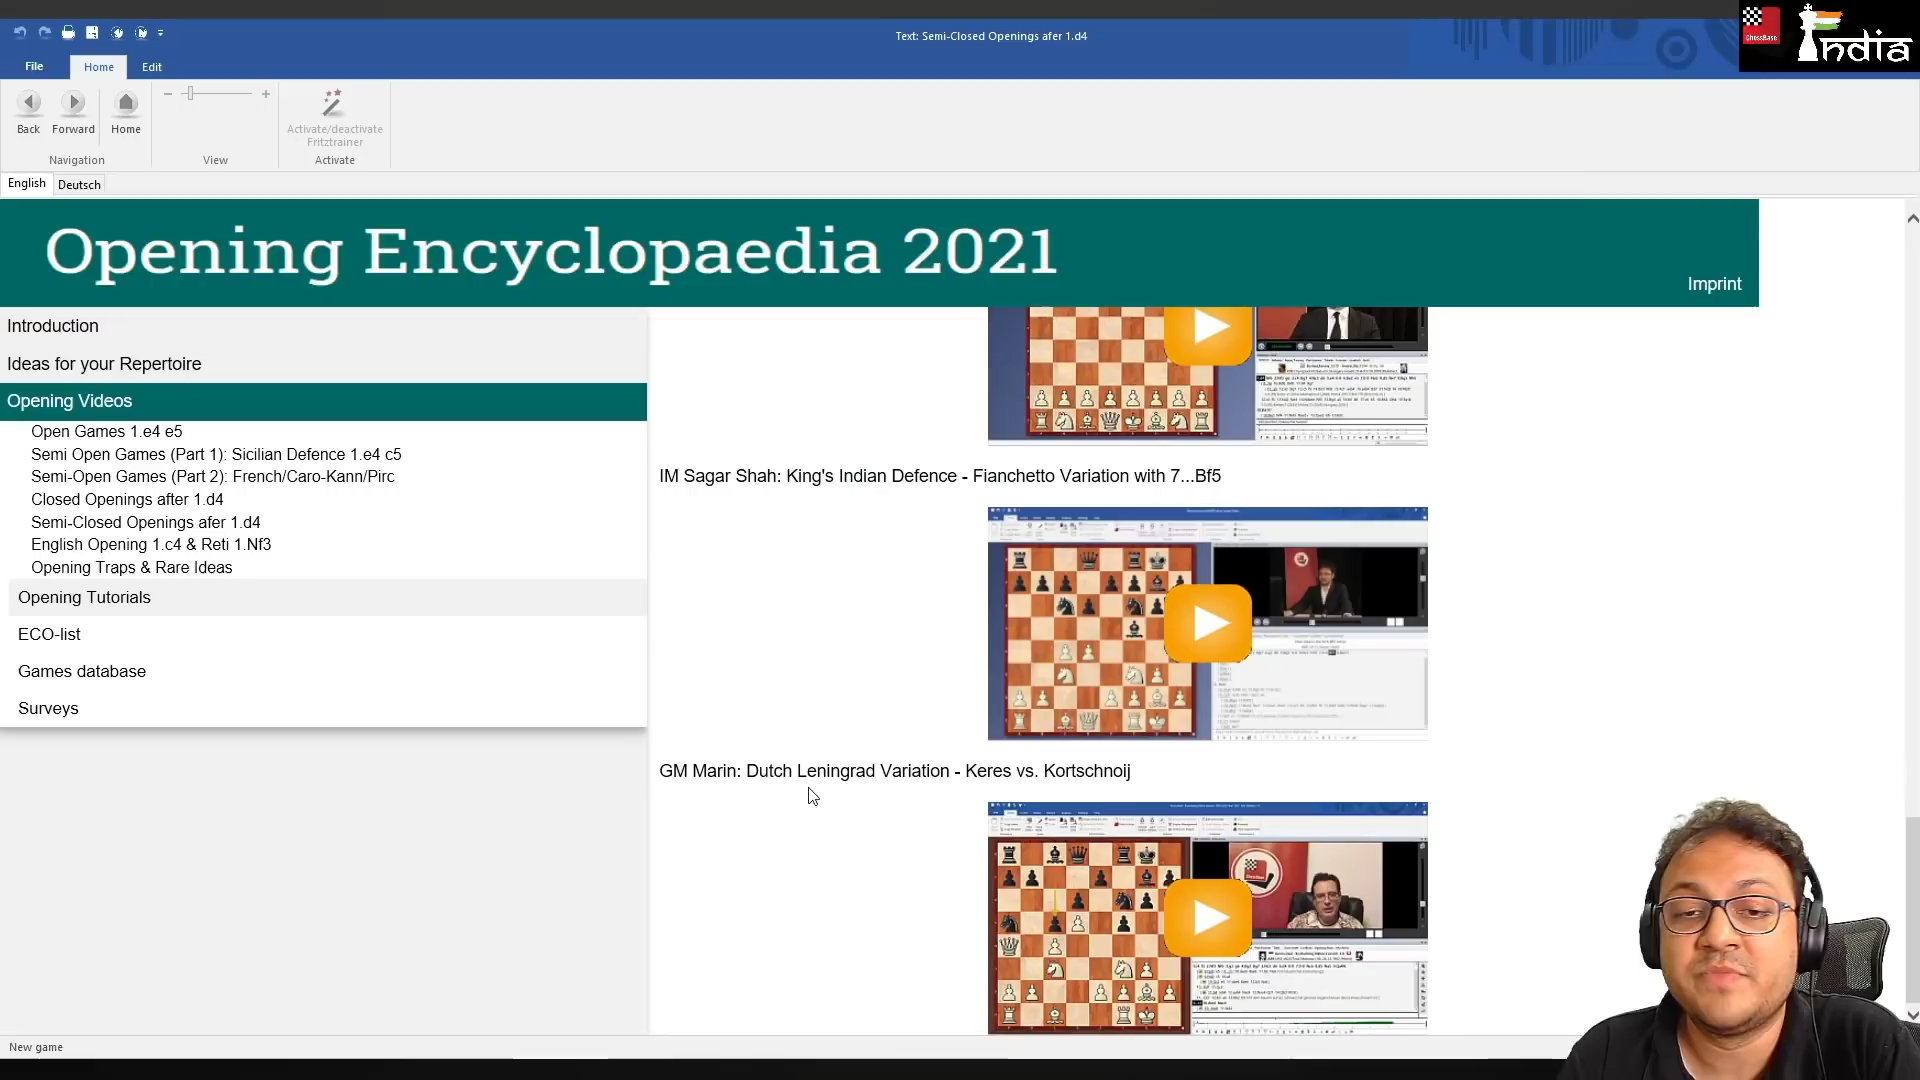 Text: Semi-Closed Openings afer 1.d4
ChessBase
India
File
Home
Edit
Back
Forward
Home
Activate/deactivate
Fritztrainer
Navigation
View
Activate
English
Deutsch
Opening Encyclopaedia 2021
Imprint
Introduction
Ideas for your Repertoire
Opening Videos
Open Games 1.e4 e5
Semi Open Games (Part 1): Sicilian Defence 1.e4 c5
Semi-Open Games (Part 2): French/Caro-Kann/Pirc
Closed Openings after 1.d4
Semi-Closed Openings afer 1.d4
English Opening 1.c4 & Reti 1.Nf3
Opening Traps & Rare Ideas
Opening Tutorials
ECO-list
Games database
Surveys
IM Sagar Shah: King's Indian Defence - Fianchetto Variation with 7...Bf5
GM Marin: Dutch Leningrad Variation - Keres vs. Kortschnoij
New game